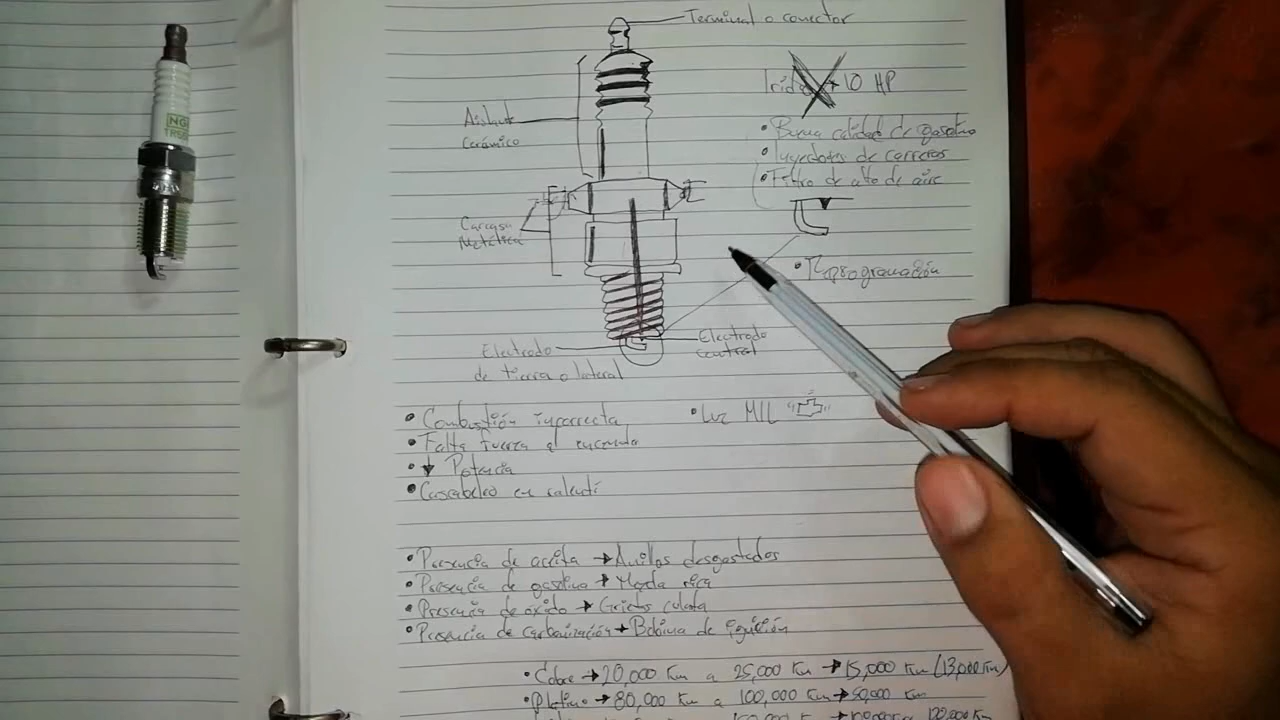 Terminal o conector
Iridio +10 HP
• Buena calidad de gasolina
• Inyectores de carreras
• Filtro de alto de aire
Aislante
cerámico
Carcasa
Metálica
• Reprogramación
Electrodo
central
Electrodo
de tierra o lateral
NGK
• Combustión incorrecta
• Falta fuerza al
• Luz MIL
• ↓ Potencia
• Cascabeleo en
• Presencia de aceite → Anillos desgastados
• Presencia de gasolina → Mezcla rica
• Presencia de óxido → Grietas culata
• Presencia de carbonización → Bobina de ignición
• Cobre → 20,000 Km a 25,000 Km → 15,000 Km (13,000 Km)
• Platino → 80,000 Km a 100,000 Km → 50,000 Km